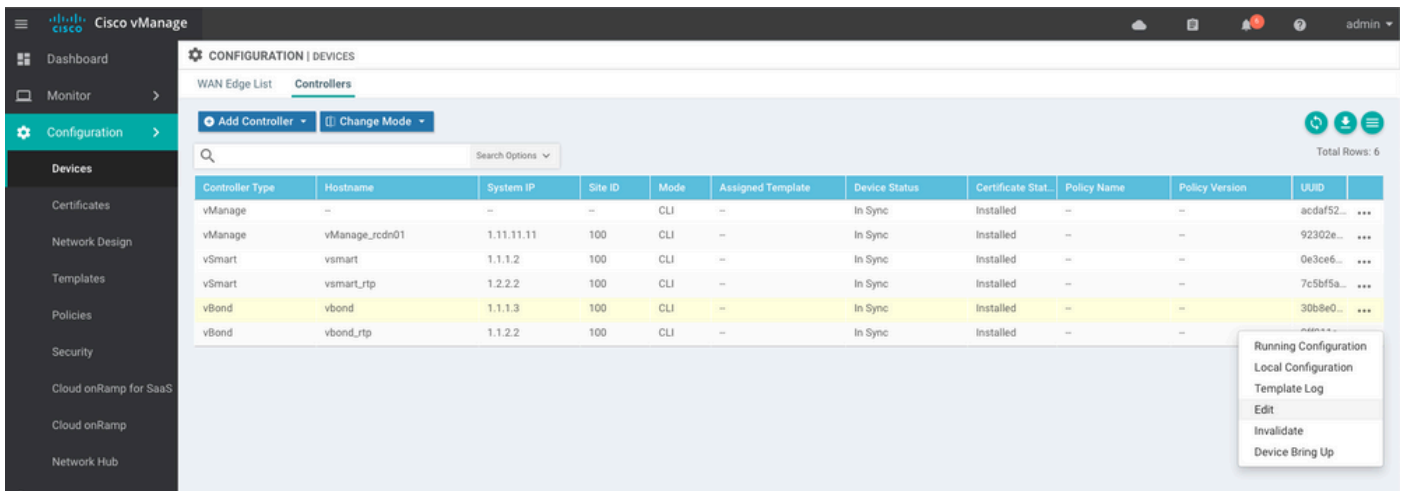 cisco Cisco vManage admin
Dashboard
Monitor
Configuration
Devices
Certificates
Network Design
Templates
Policies
Security
Cloud onRamp for SaaS
Cloud onRamp
Network Hub
CONFIGURATION | DEVICES
WAN Edge List Controllers
Add Controller Change Mode
Search Options
Total Rows: 6
Controller Type Hostname System IP Site ID Mode Assigned Template Device Status Certificate Stat... Policy Name Policy Version UUID
vManage -- -- -- CLI -- In Sync Installed -- -- acdaf52... •••
vManage vManage_rcdn01 1.11.11.11 100 CLI -- In Sync Installed -- -- 92302e... •••
vSmart vsmart 1.1.1.2 100 CLI -- In Sync Installed -- -- 0e3ce6... •••
vSmart vsmart_rtp 1.2.2.2 100 CLI -- In Sync Installed -- -- 7c5bf5a... •••
vBond vbond 1.1.1.3 100 CLI -- In Sync Installed -- -- 30b8e0... •••
vBond vbond_rtp 1.1.2.2 100 CLI -- In Sync Installed -- --
Running Configuration
Local Configuration
Template Log
Edit
Invalidate
Device Bring Up